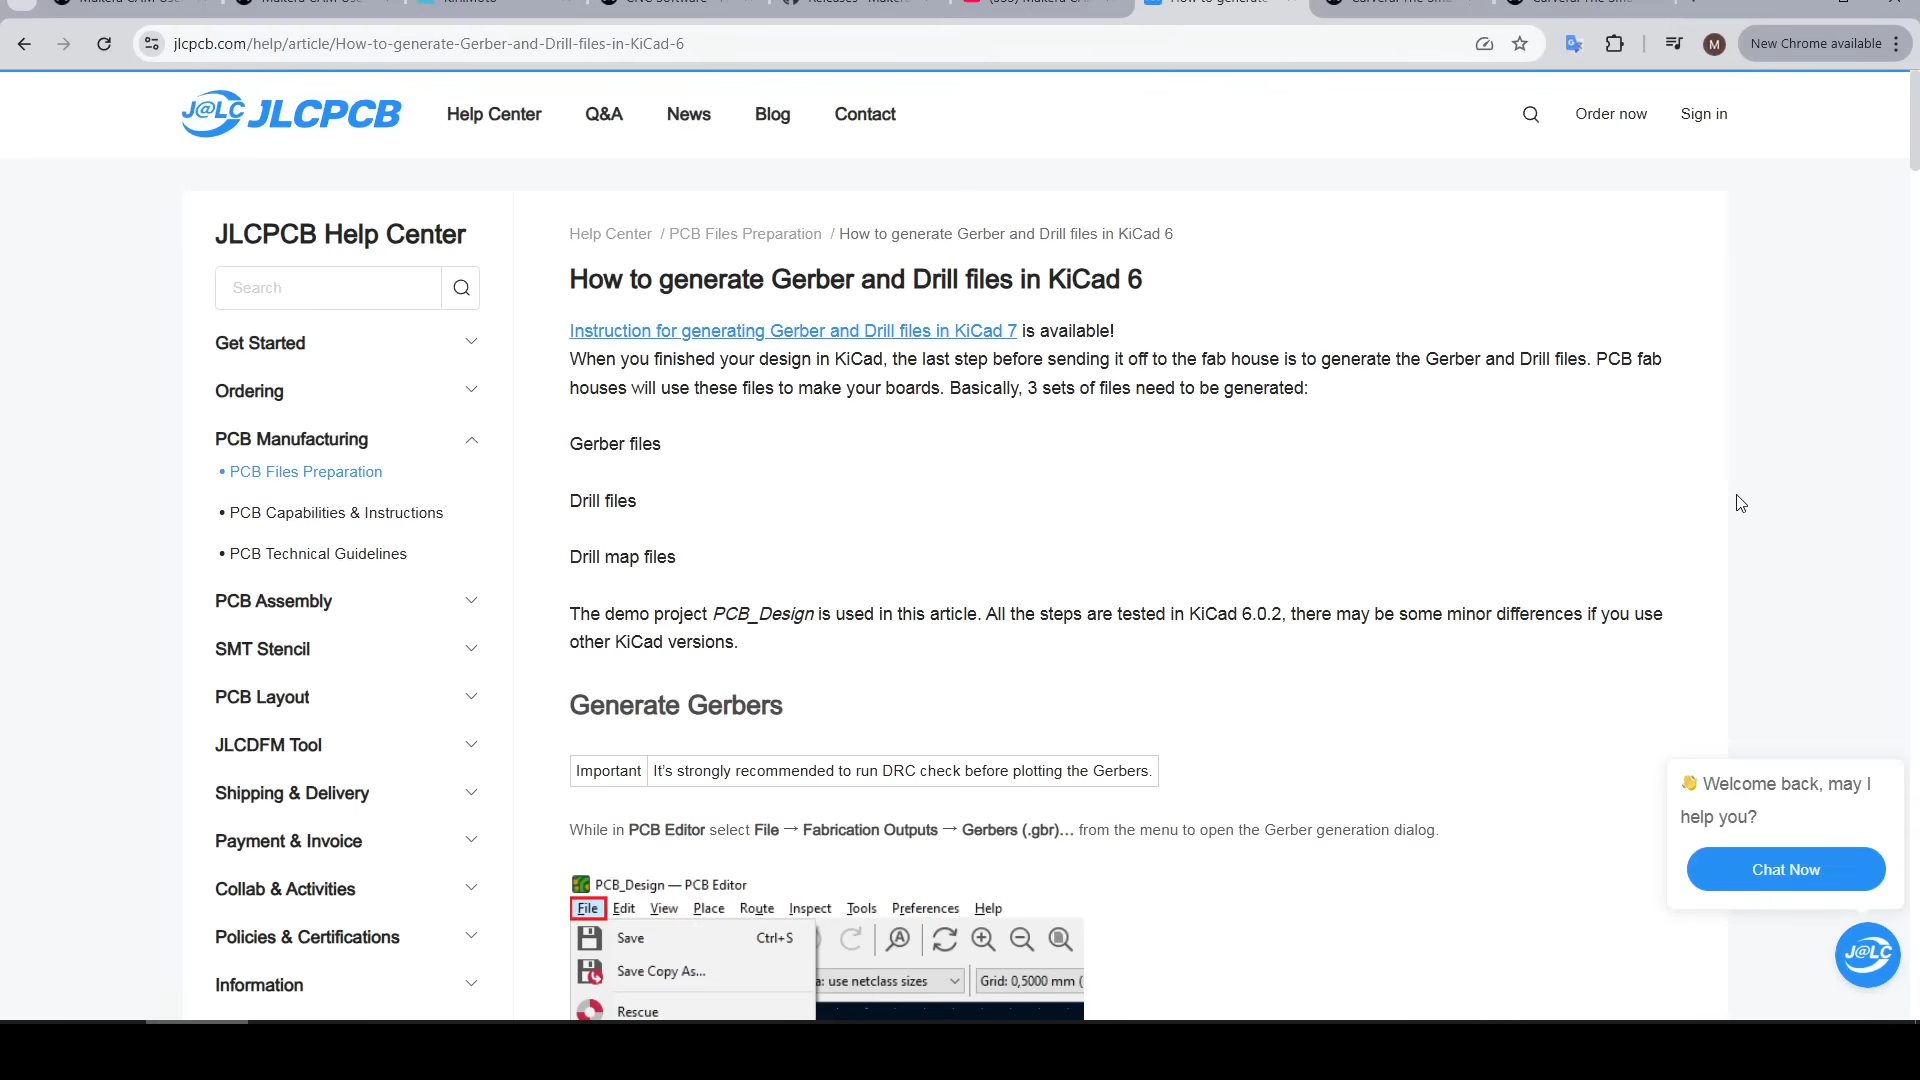 jlcpcb.com/help/article/How-to-generate-Gerber-and-Drill-files-in-KiCad-6
M
New Chrome available
J@LC JLCPCB
Help Center
Q&A
News
Blog
Contact
Order now
Sign in
JLCPCB Help Center
Search
Get Started
Ordering
PCB Manufacturing
• PCB Files Preparation
• PCB Capabilities & Instructions
• PCB Technical Guidelines
PCB Assembly
SMT Stencil
PCB Layout
JLCDFM Tool
Shipping & Delivery
Payment & Invoice
Collab & Activities
Policies & Certifications
Information
Help Center / PCB Files Preparation / How to generate Gerber and Drill files in KiCad 6
How to generate Gerber and Drill files in KiCad 6
Instruction for generating Gerber and Drill files in KiCad 7 is available!
When you finished your design in KiCad, the last step before sending it off to the fab house is to generate the Gerber and Drill files. PCB fab
houses will use these files to make your boards. Basically, 3 sets of files need to be generated:
Gerber files
Drill files
Drill map files
The demo project PCB_Design is used in this article. All the steps are tested in KiCad 6.0.2, there may be some minor differences if you use
other KiCad versions.
Generate Gerbers
Important It's strongly recommended to run DRC check before plotting the Gerbers.
While in PCB Editor select File → Fabrication Outputs → Gerbers (.gbr)… from the menu to open the Gerber generation dialog.
PCB_Design — PCB Editor
File Edit View Place Route Inspect Tools Preferences Help
Save Ctrl+S
Save Copy As...
: use netclass sizes
Grid: 0,5000 mm (
Rescue
👋 Welcome back, may I
help you?
Chat Now
J@LC